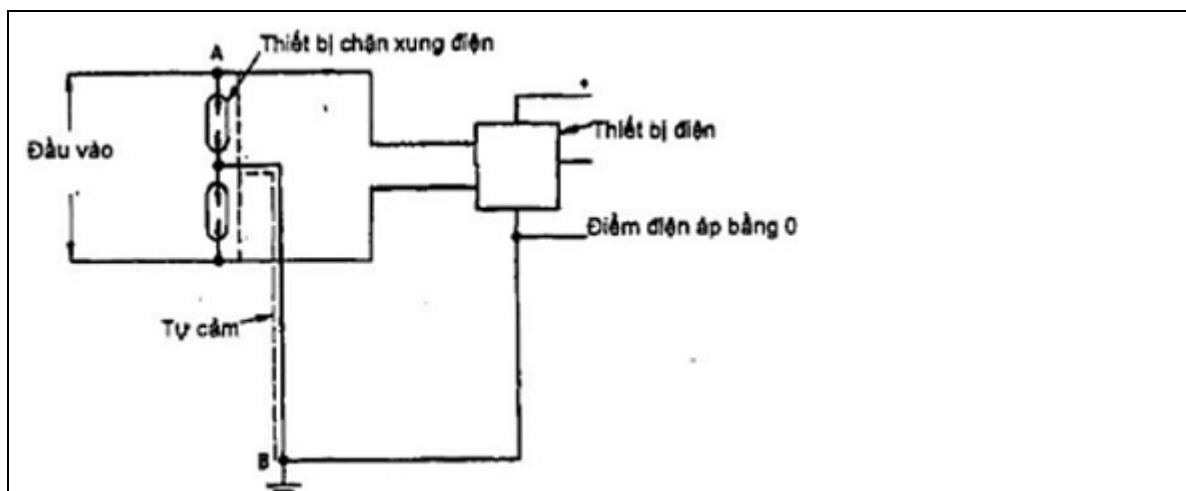 A
Thiết bị chặn xung điện
+
Thiết bị điện
Đầu vào
Điểm điện áp bằng 0
Tự cảm
B